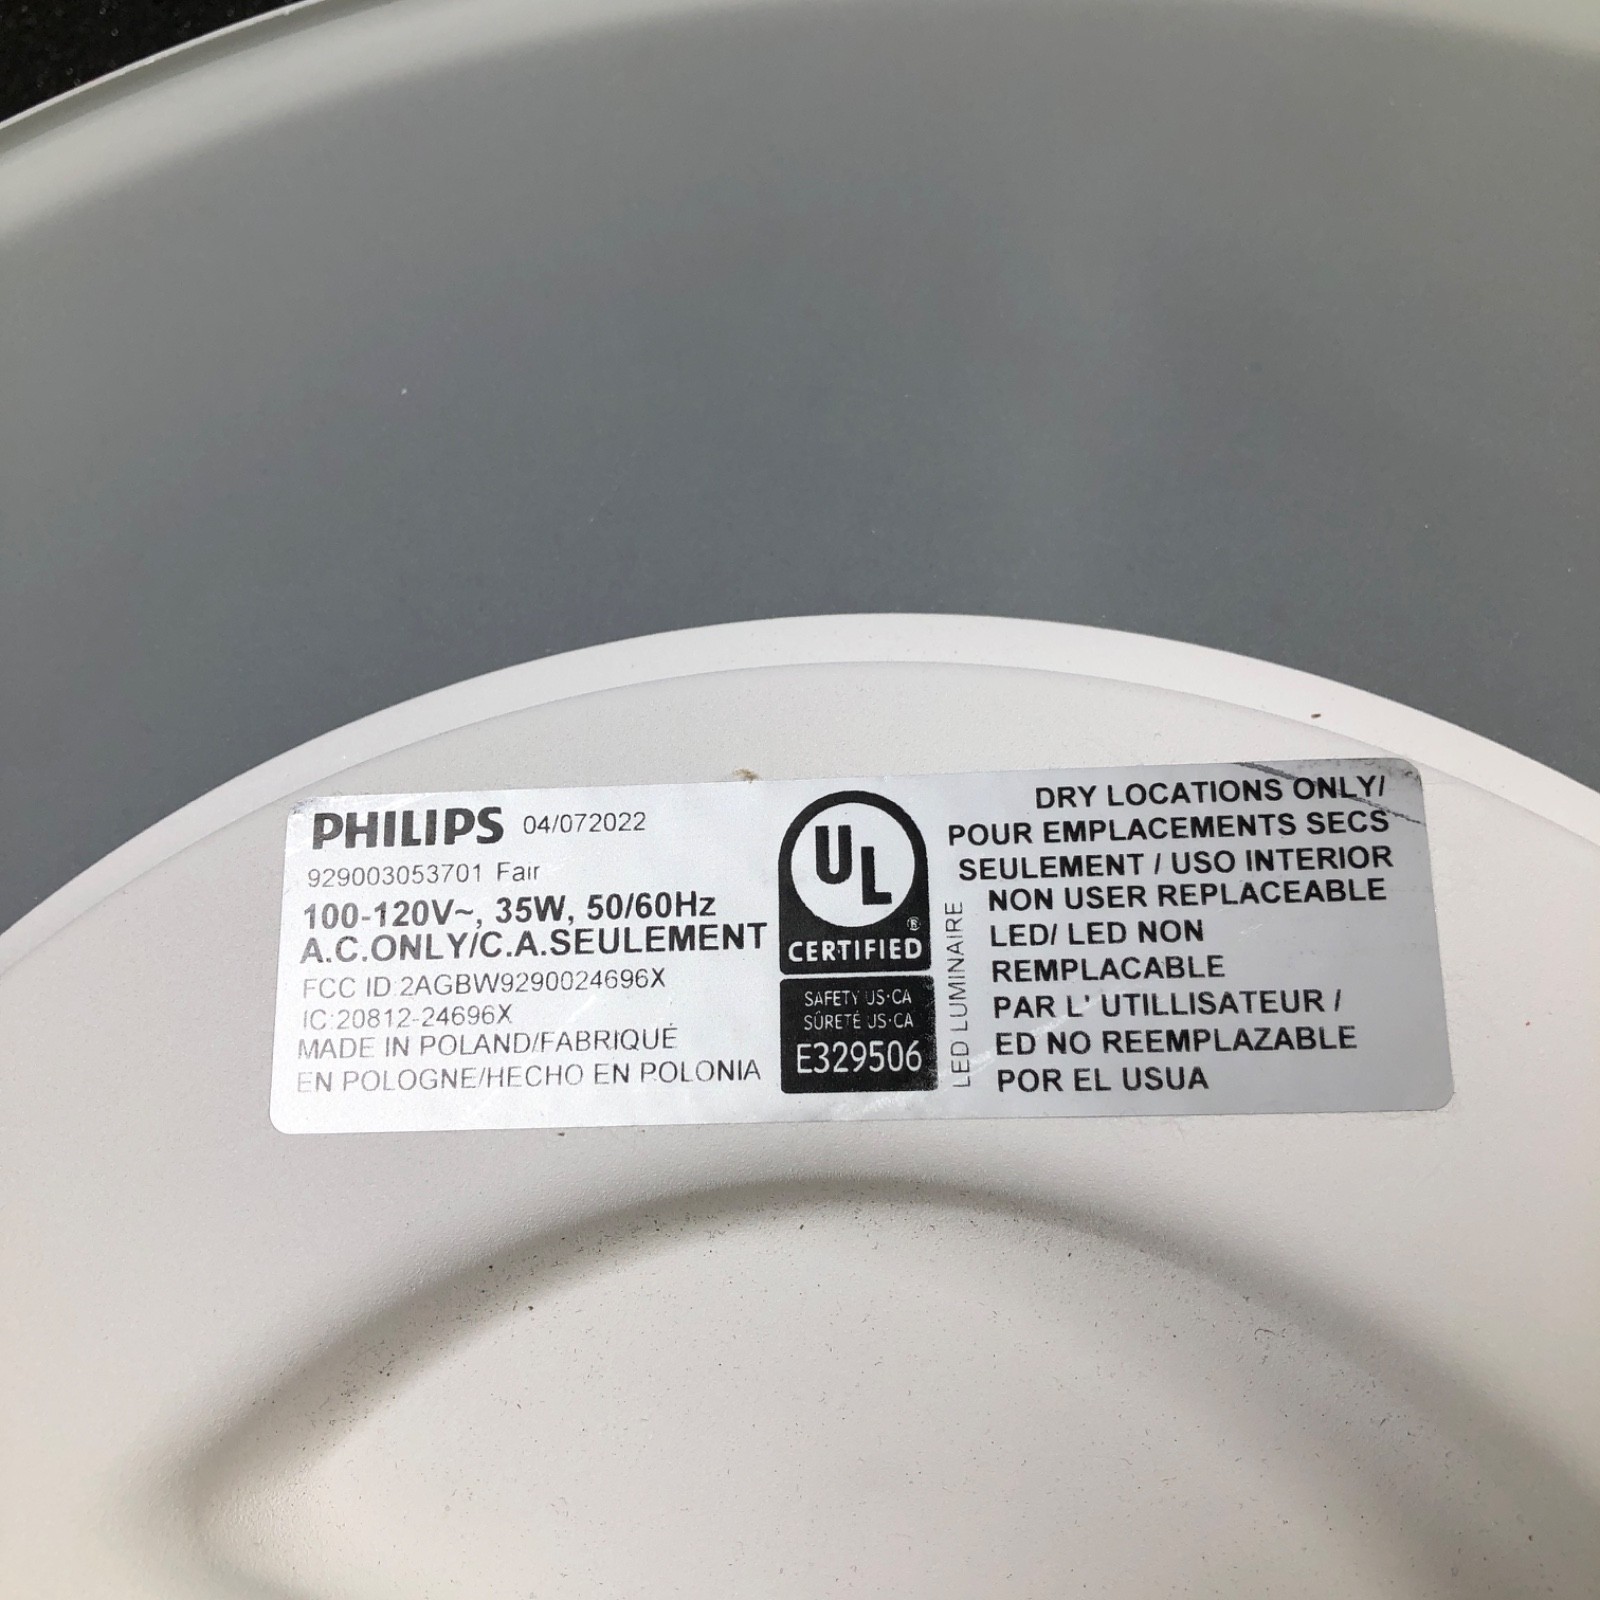 PHILIPS 04/072022
929003053701 Fair
100-120V~, 35W, 50/60Hz
A.C.ONLY/C.A.SEULEMENT
FCC ID:2AGBW9290024696X
IC:20812-24696X
MADE IN POLAND/FABRIQUÉ
EN POLOGNE/HECHO EN POLONIA
UL
®
CERTIFIED
SAFETY US·CA
SÛRETÉ US·CA
E329506
LED LUMINAIRE
DRY LOCATIONS ONLY/
POUR EMPLACEMENTS SECS
SEULEMENT / USO INTERIOR
NON USER REPLACEABLE
LED/ LED NON
REMPLACABLE
PAR L' UTILLISATEUR /
ED NO REEMPLAZABLE
POR EL USUA